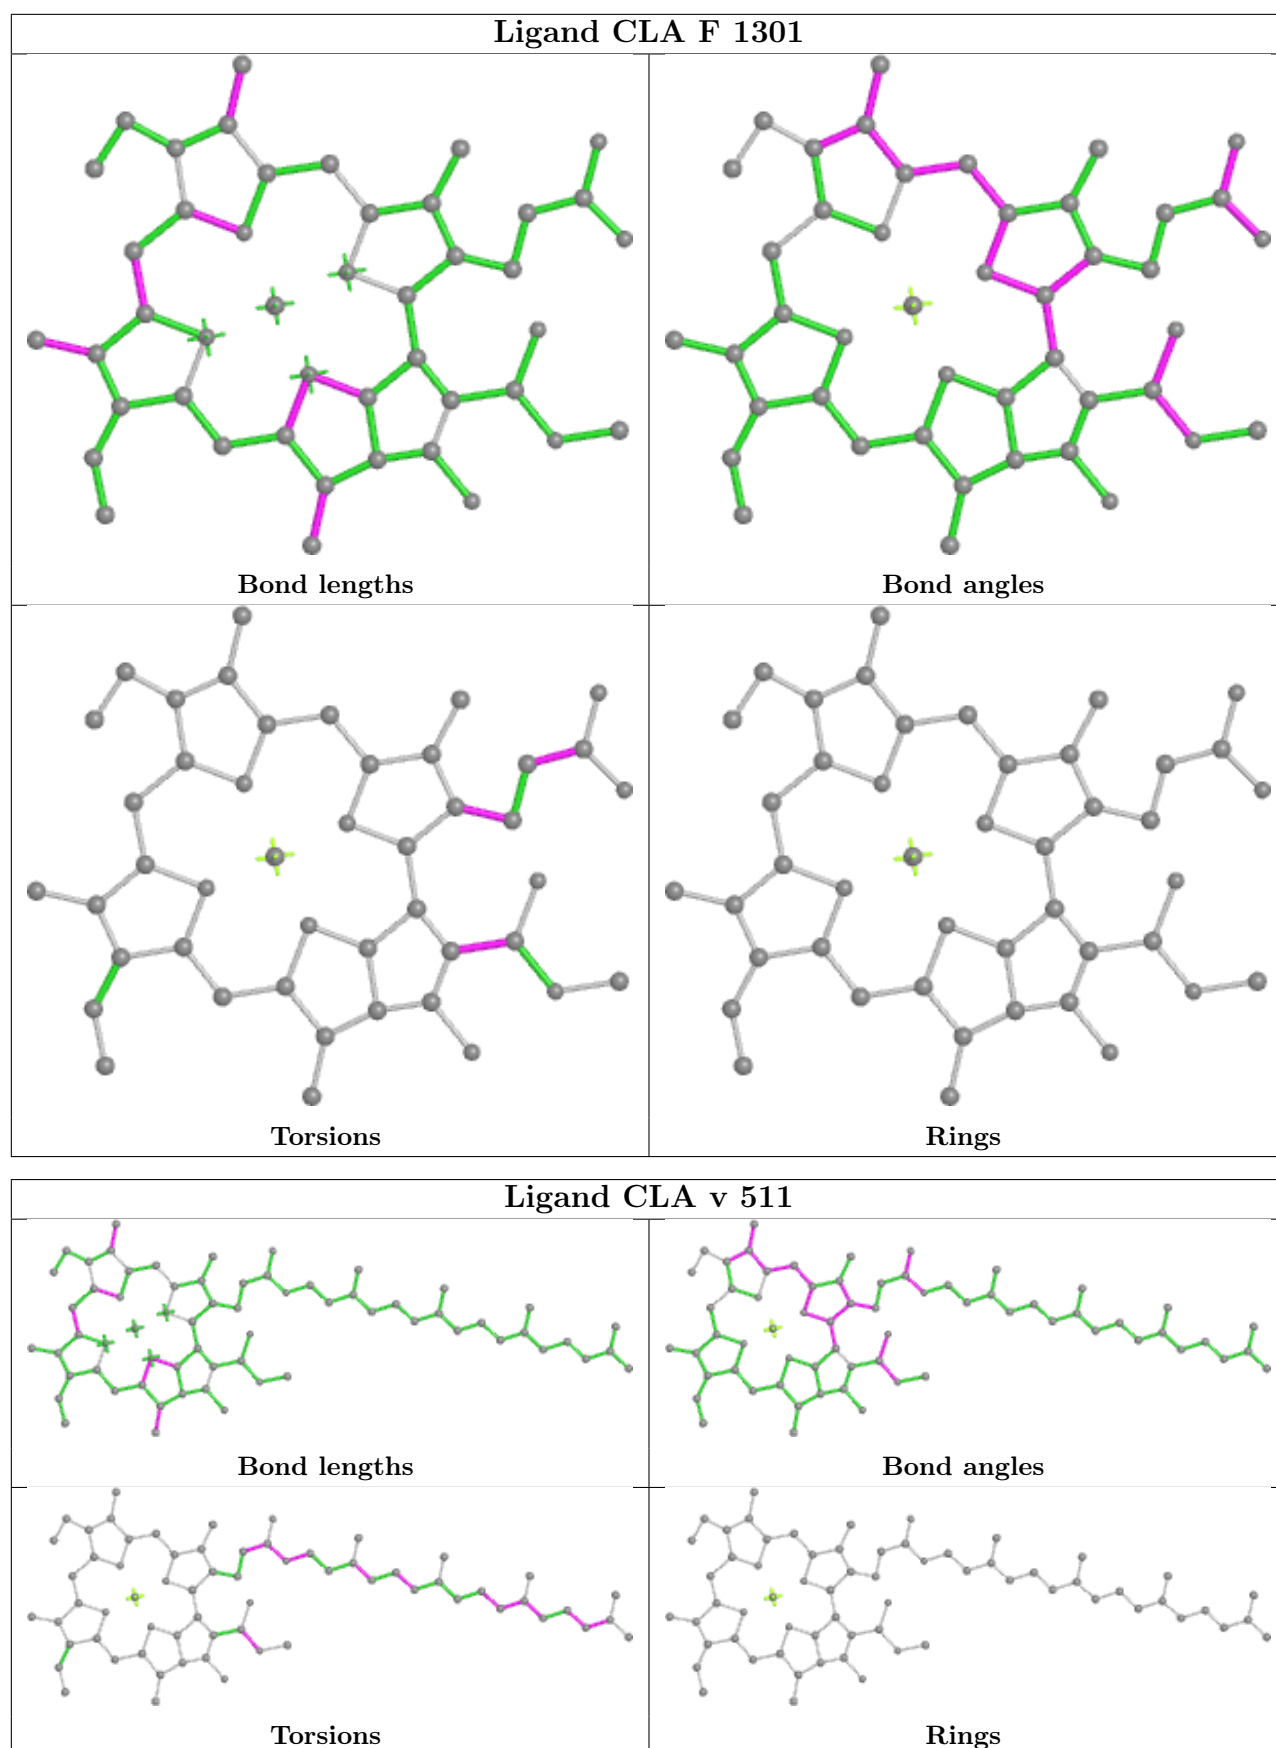 Ligand CLA F 1301
Bond lengths
Bond angles
Torsions
Rings
Ligand CLA v 511
Bond lengths
Bond angles
Torsions
Rings